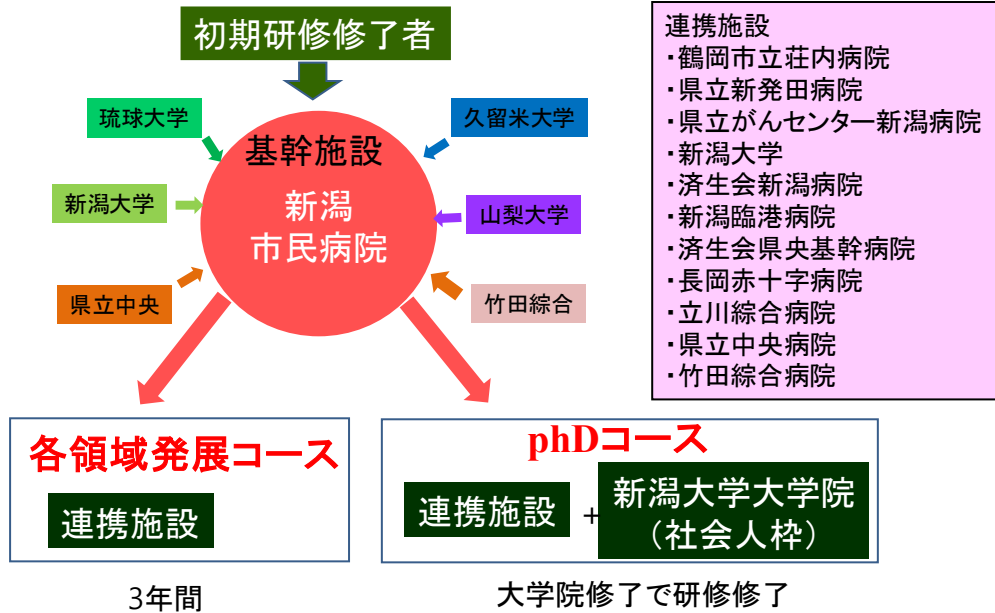 初期研修修了者
琉球大学
久留米大学
基幹施設
新潟大学
新潟
市民病院
山梨大学
県立中央
竹田綜合
連携施設
・鶴岡市立荘内病院
・県立新発田病院
・県立がんセンター新潟病院
・新潟大学
・済生会新潟病院
・新潟臨港病院
・済生会県央基幹病院
・長岡赤十字病院
・立川綜合病院
・県立中央病院
・竹田綜合病院
各領域発展コース
連携施設
3年間
phDコース
連携施設 + 新潟大学大学院
（社会人枠）
大学院修了で研修修了